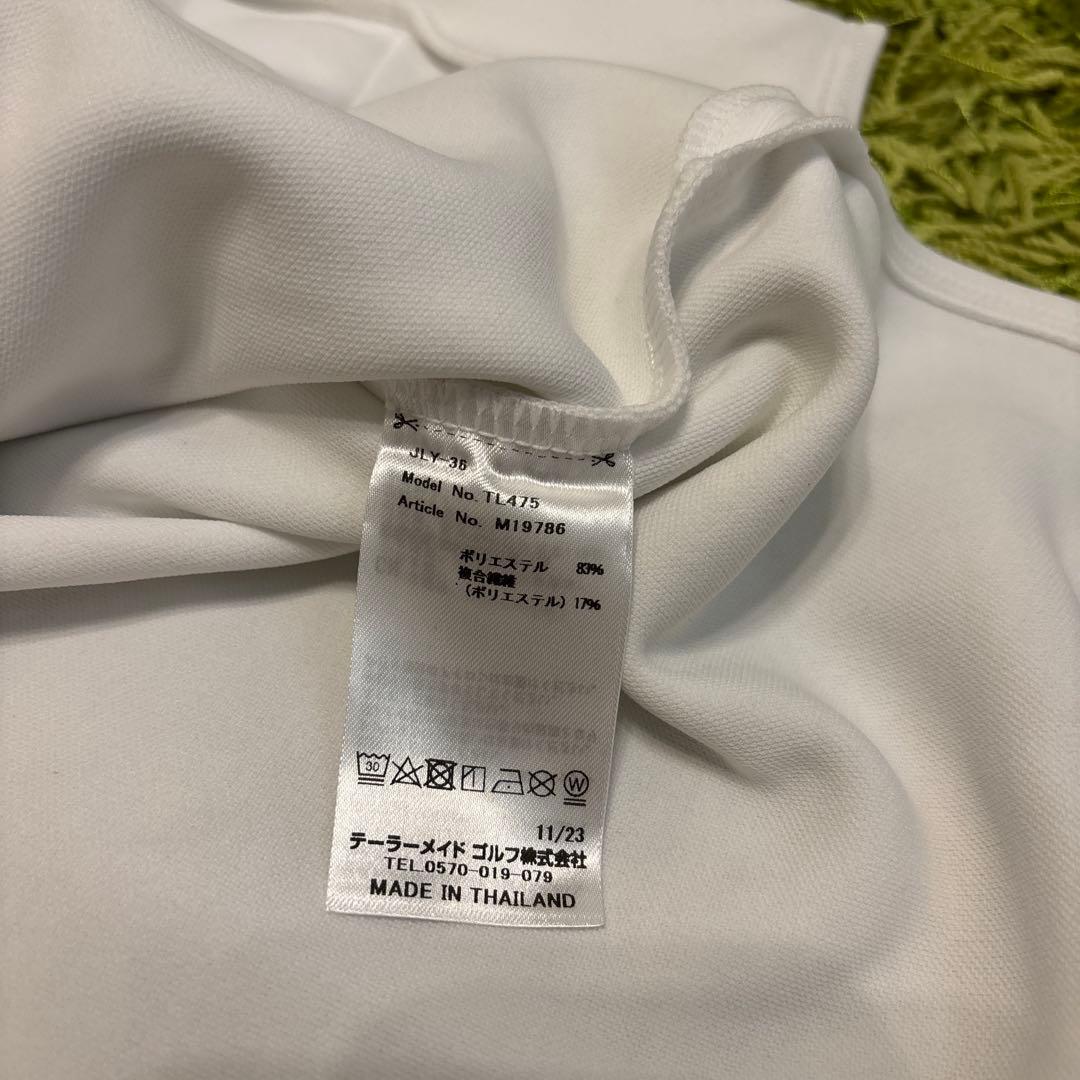 JLY-36
Model No. TL475
Article No. M19786
ポリエステル 83%
複合繊維
(ポリエステル) 17%
30
W
11/23
テーラーメイド ゴルフ株式会社
TEL.0570-019-079
MADE IN THAILAND